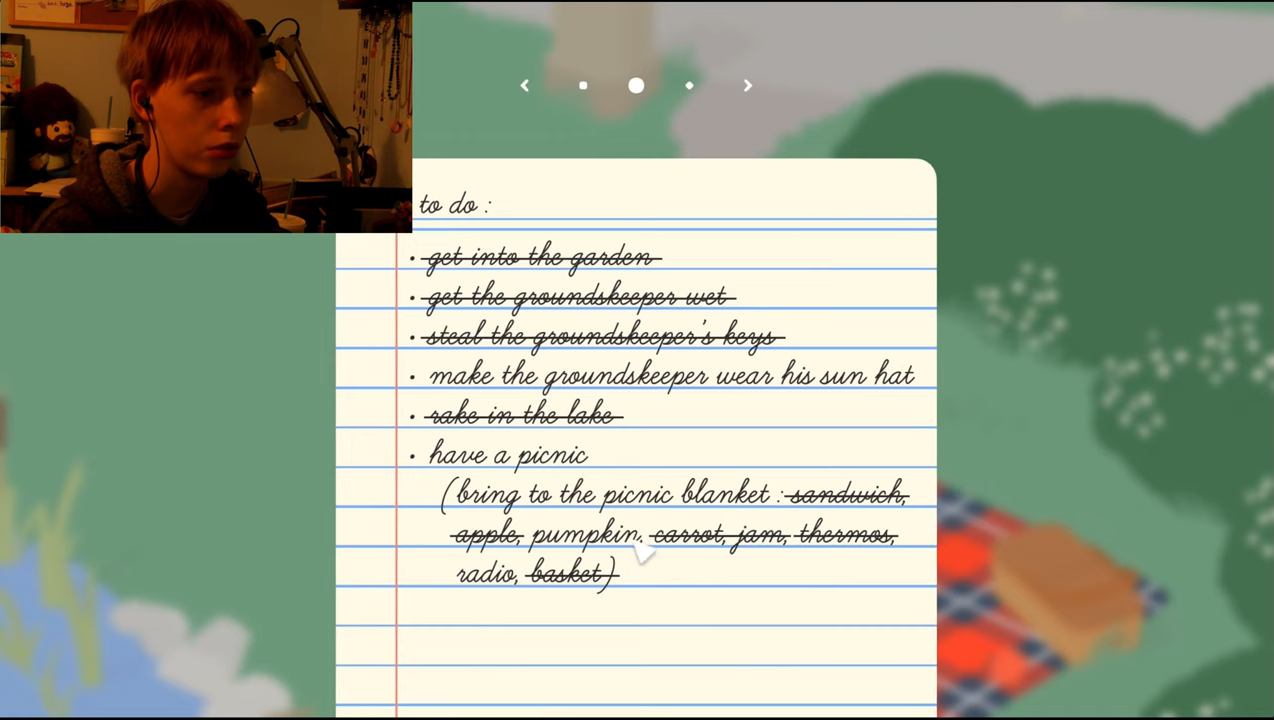 to do :
• get into the garden
• get the groundskeeper wet
• steal the groundskeeper's keys
• make the groundskeeper wear his sun hat
• rake in the lake
• have a picnic
(bring to the picnic blanket : sandwich,
apple, pumpkin, carrot, jam, thermos,
radio, basket)